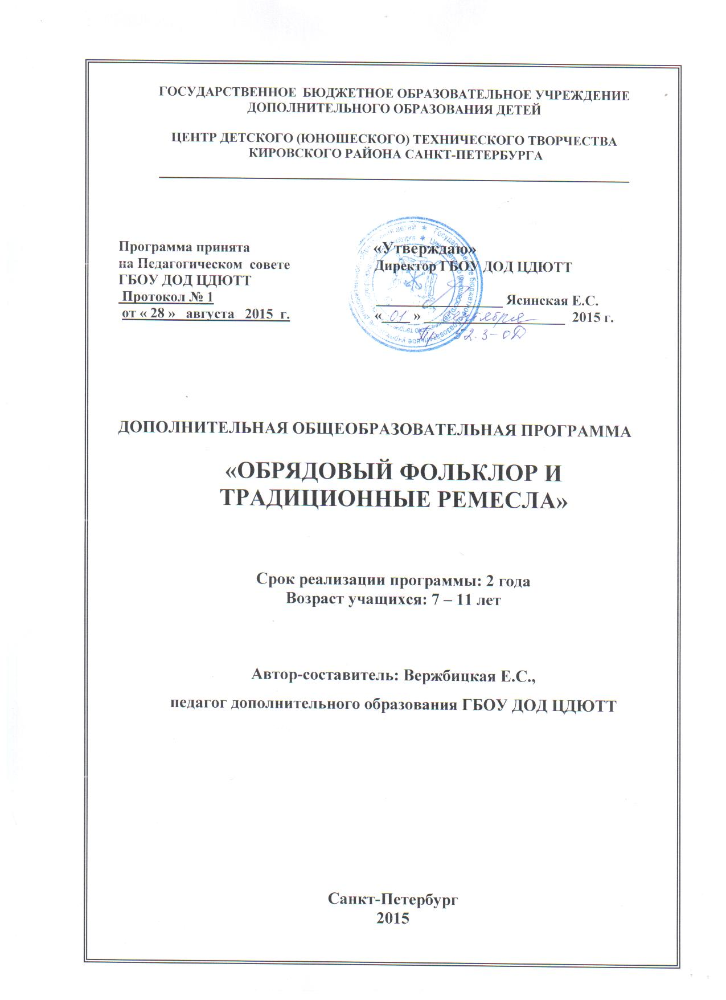 ГОСУДАРСТВЕННОЕ БЮДЖЕТНОЕ ОБРАЗОВАТЕЛЬНОЕ УЧРЕЖДЕНИЕ
ДОПОЛНИТЕЛЬНОГО ОБРАЗОВАНИЯ ДЕТЕЙ
ЦЕНТР ДЕТСКОГО (ЮНОШЕСКОГО) ТЕХНИЧЕСКОГО ТВОРЧЕСТВА
КИРОВСКОГО РАЙОНА САНКТ-ПЕТЕРБУРГА
Программа принята
на Педагогическом совете
ГБОУ ДОД ЦДЮТТ
Протокол № 1
от « 28 » августа 2015 г.
«Утверждаю»
Директор ГБОУ ДОД ЦДЮТТ
Ясинская Е.С.
« 01 » сентября 2015 г.
Пр. 52.3-ОД
ДОПОЛНИТЕЛЬНАЯ ОБЩЕОБРАЗОВАТЕЛЬНАЯ ПРОГРАММА
«ОБРЯДОВЫЙ ФОЛЬКЛОР И
ТРАДИЦИОННЫЕ РЕМЕСЛА»
Срок реализации программы: 2 года
Возраст учащихся: 7 – 11 лет
Автор-составитель: Вержбицкая Е.С.,
педагог дополнительного образования ГБОУ ДОД ЦДЮТТ
Санкт-Петербург
2015